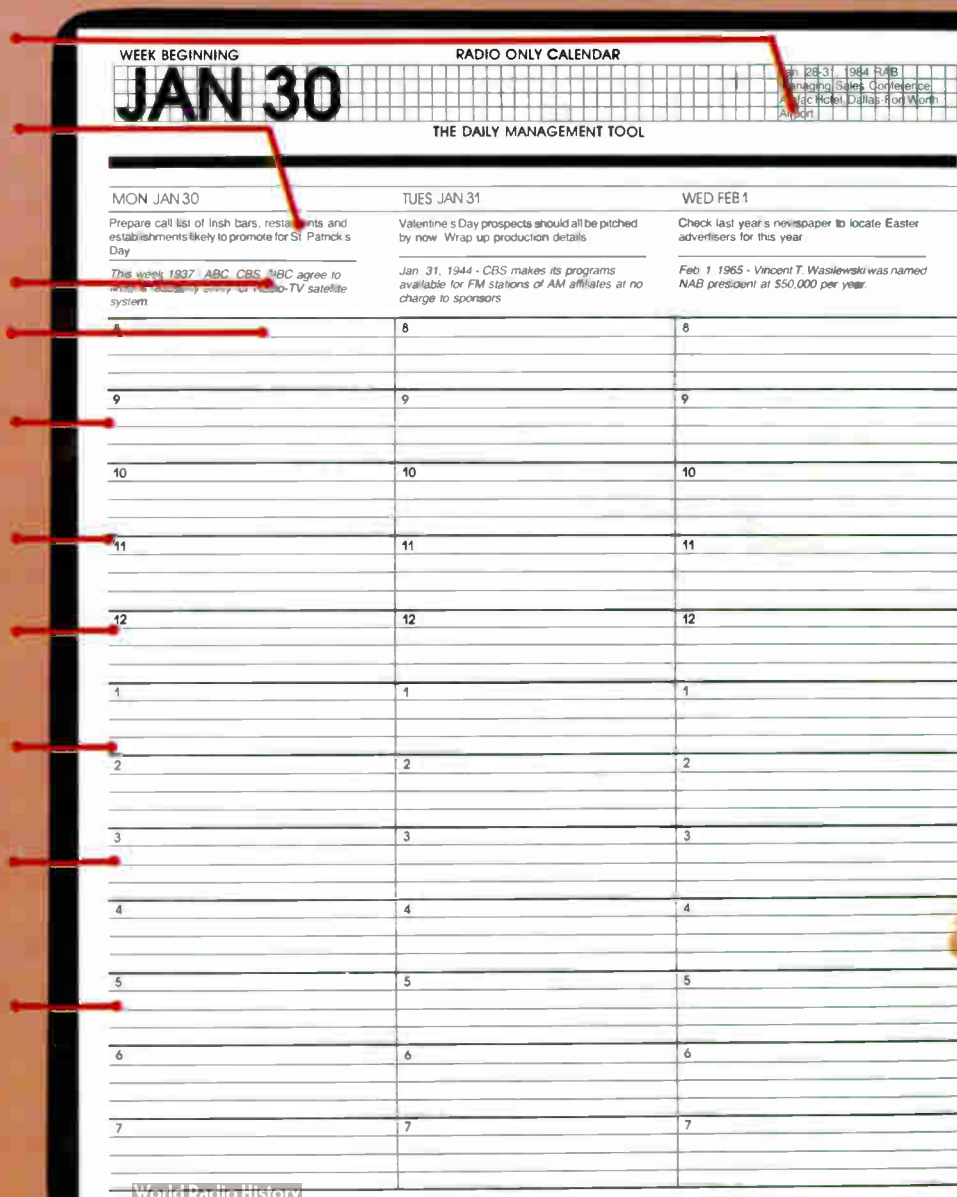 WEEK BEGINNING
RADIO ONLY CALENDAR
JAN 30
Jan 28-31, 1984 RAB
Managing Sales Conference
Hotel Dallas-Fort Worth
Airport
THE DAILY MANAGEMENT TOOL
MON JAN 30
Prepare call list of Irish bars, restaurants and
establishments likely to promote for St Patrick s
Day
This week 1937 ABC, CBS, NBC agree to
Radio-TV satellite
system.
TUES JAN 31
Valentine s Day prospects should all be pitched
by now Wrap up production details
Jan 31, 1944 - CBS makes its programs
available for FM stations of AM affiliates at no
charge to sponsors
WED FEB 1
Check last year s newspaper to locate Easter
advertisers for this year
Feb 1 1965 - Vincent T. Wasilewski was named
NAB president at $50,000 per year.
8 8 8
9 9 9
10 10 10
11 11 11
12 12 12
1 1 1
2 2 2
3 3 3
4 4 4
5 5 5
6 6 6
7 7 7
World Radio History